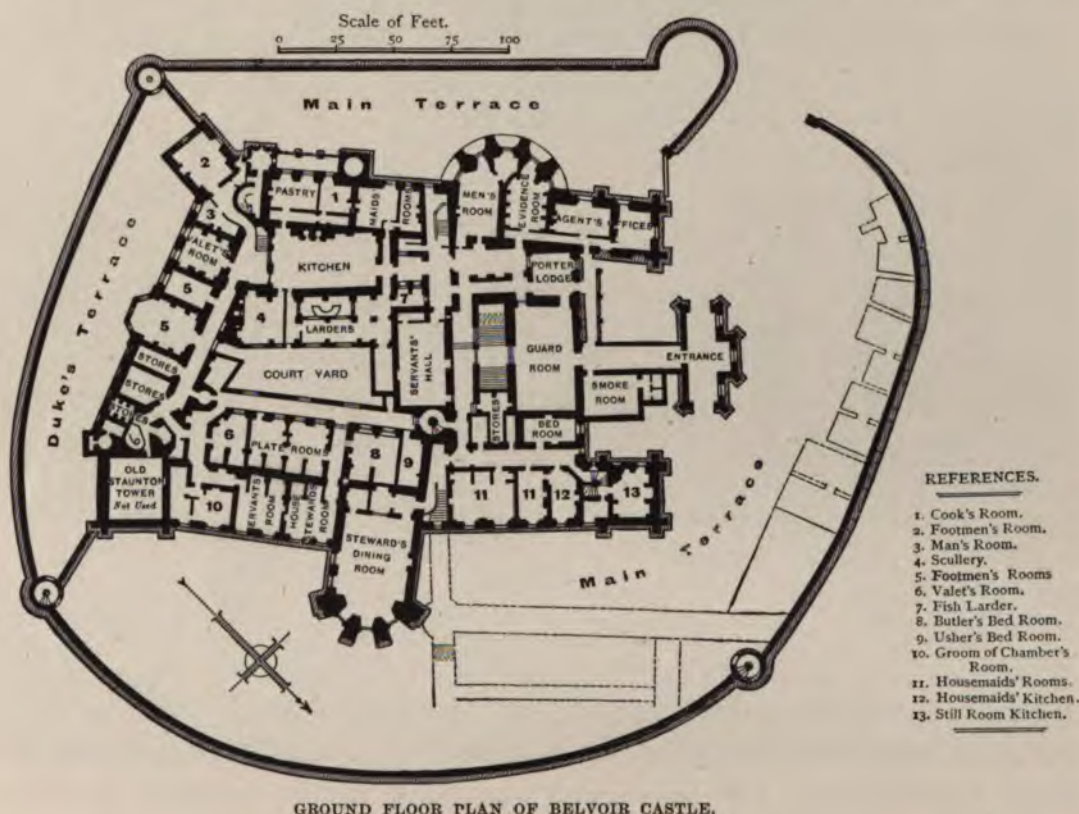 Scale of Feet.
0 25 50 75 100
Main Terrace
2
PASTRY
1
MAIDS'
ROOMS
MEN'S
ROOM
EVIDENCE
ROOM
AGENT'S OFFICES
3
VALET'S
ROOM
KITCHEN
PORTER
LODGE
5
4
7
LARDERS
5
SERVANTS'
HALL
GUARD
ROOM
ENTRANCE
Duke's Terrace
STORES
STORES
STORES
COURT YARD
SMOKE
ROOM
STORES
BED
ROOM
6
PLATE ROOMS
8
9
OLD
STAUNTON
TOWER
Not Used
10
SERVANTS'
ROOM
HOUSE
STEWARD'S
ROOM
11
11
12
13
STEWARD'S
DINING
ROOM
Main Terrace
REFERENCES.
1. Cook's Room.
2. Footmen's Room.
3. Man's Room.
4. Scullery.
5. Footmen's Rooms
6. Valet's Room.
7. Fish Larder.
8. Butler's Bed Room.
9. Usher's Bed Room.
10. Groom of Chamber's
Room.
11. Housemaids' Rooms.
12. Housemaids' Kitchen.
13. Still Room Kitchen.
GROUND FLOOR PLAN OF BELVOIR CASTLE.